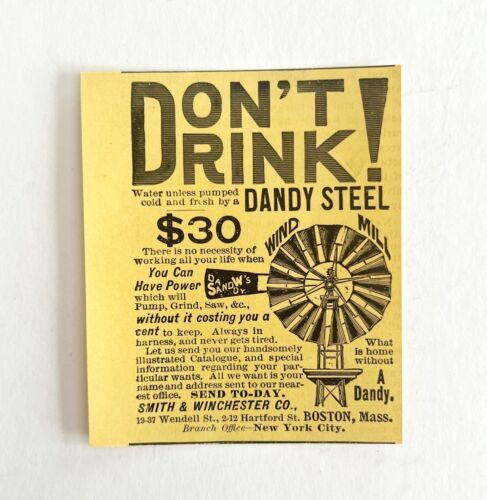 DON'T
DRINK!
Water unless pumped
cold and fresh by a DANDY STEEL
$30
WIND MILL
There is no necessity of
working all your life when
You Can
Have Power
DANDY.
S AND W'S
which will
Pump, Grind, Saw, &c.,
without it costing you a
cent to keep. Always in
harness, and never gets tired.
Let us send you our handsomely
illustrated Catalogue, and special
information regarding your par-
ticular wants. All we want is your
name and address sent to our near-
est office. SEND TO-DAY.
What
is home
without
A
Dandy.
SMITH & WINCHESTER CO.,
19-37 Wendell St., 2-12 Hartford St. BOSTON, Mass.
Branch Office—New York City.